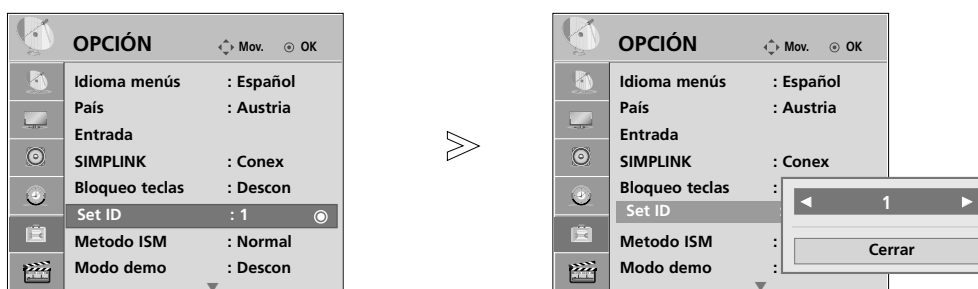 OPCIÓN Mov. OK
Idioma menús : Español
País : Austria
Entrada
SIMPLINK : Conex
Bloqueo teclas : Descon
Set ID : 1
Metodo ISM : Normal
Modo demo : Descon
OPCIÓN Mov. OK
Idioma menús : Español
País : Austria
Entrada
SIMPLINK : Conex
Bloqueo teclas :
Set ID
Metodo ISM :
Modo demo :
1
Cerrar